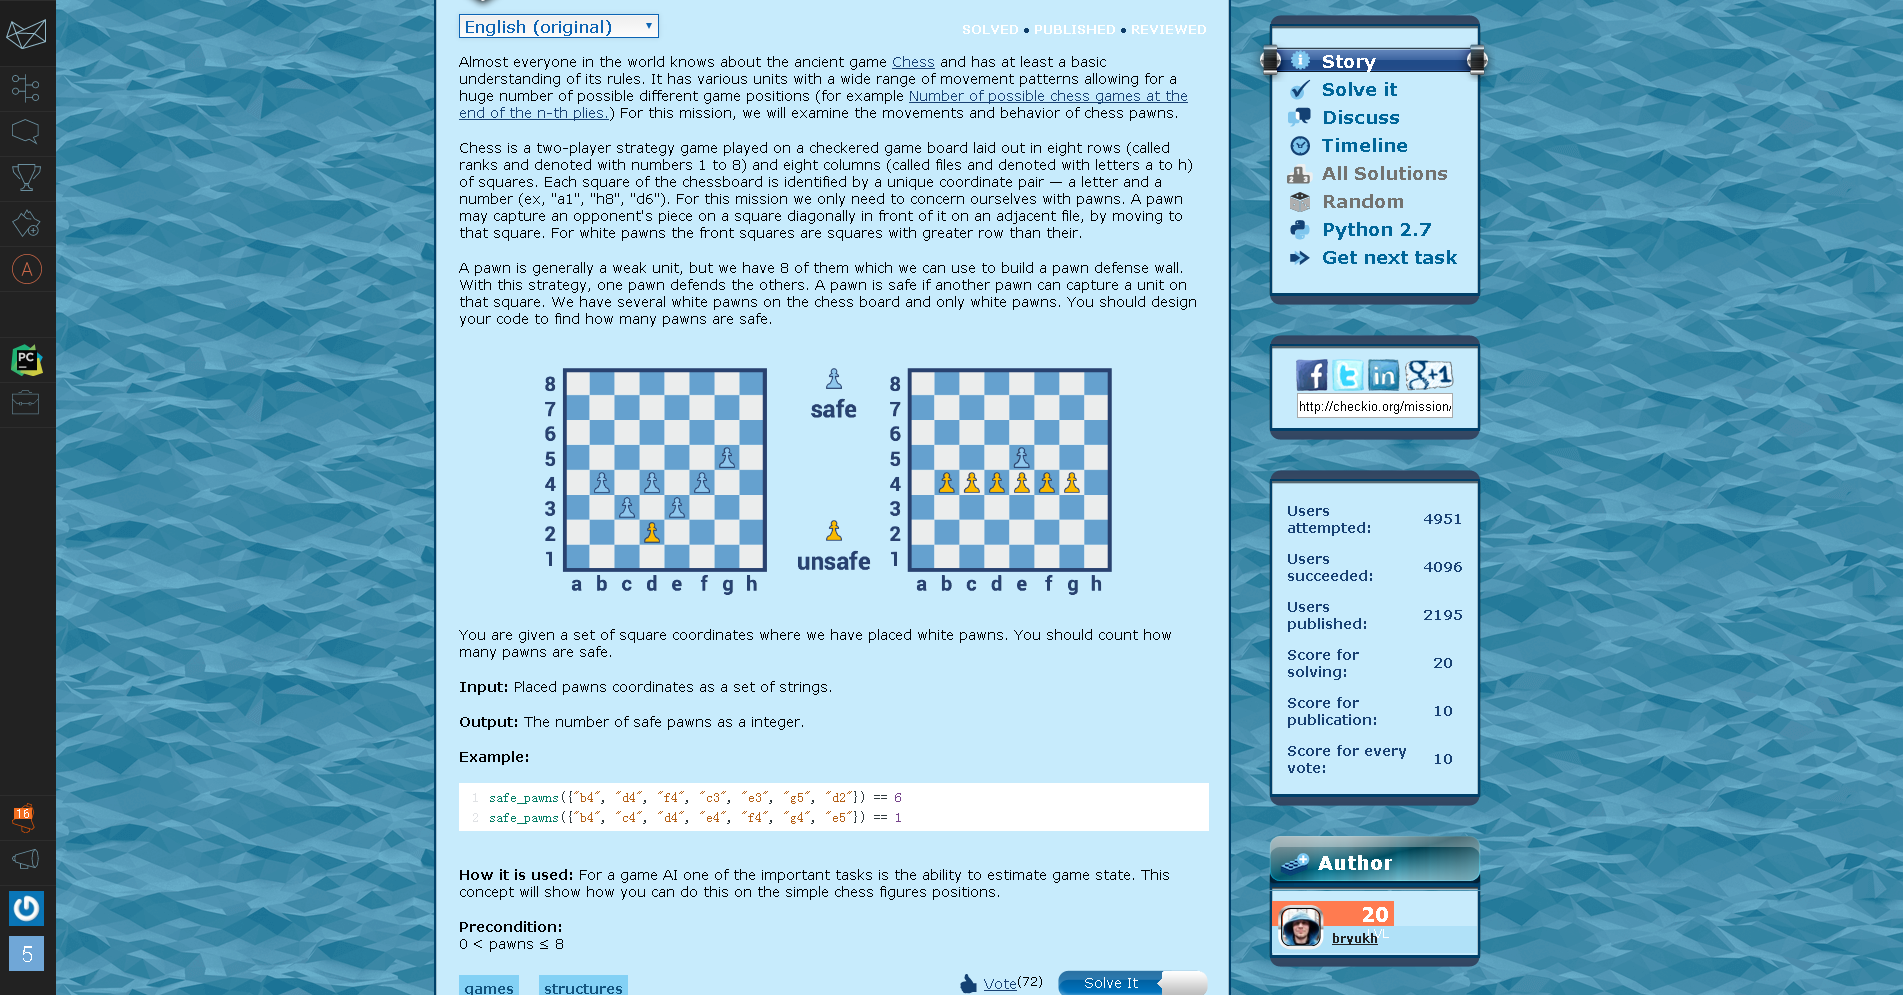 English (original)
SOLVED • PUBLISHED • REVIEWED
Almost everyone in the world knows about the ancient game Chess and has at least a basic
understanding of its rules. It has various units with a wide range of movement patterns allowing for a
huge number of possible different game positions (for example Number of possible chess games at the
end of the n-th plies.) For this mission, we will examine the movements and behavior of chess pawns.
Chess is a two-player strategy game played on a checkered game board laid out in eight rows (called
ranks and denoted with numbers 1 to 8) and eight columns (called files and denoted with letters a to h)
of squares. Each square of the chessboard is identified by a unique coordinate pair — a letter and a
number (ex, "a1", "h8", "d6"). For this mission we only need to concern ourselves with pawns. A pawn
may capture an opponent's piece on a square diagonally in front of it on an adjacent file, by moving to
that square. For white pawns the front squares are squares with greater row than their.
A pawn is generally a weak unit, but we have 8 of them which we can use to build a pawn defense wall.
With this strategy, one pawn defends the others. A pawn is safe if another pawn can capture a unit on
that square. We have several white pawns on the chess board and only white pawns. You should design
your code to find how many pawns are safe.
8
7
6
5
4
3
2
1
a b c d e f g h
safe
unsafe
8
7
6
5
4
3
2
1
a b c d e f g h
You are given a set of square coordinates where we have placed white pawns. You should count how
many pawns are safe.
Input: Placed pawns coordinates as a set of strings.
Output: The number of safe pawns as a integer.
Example:
1 safe_pawns({"b4", "d4", "f4", "c3", "e3", "g5", "d2"}) == 6
2 safe_pawns({"b4", "c4", "d4", "e4", "f4", "g4", "e5"}) == 1
How it is used: For a game AI one of the important tasks is the ability to estimate game state. This
concept will show how you can do this on the simple chess figures positions.
Precondition:
0 < pawns ≤ 8
games structures
Vote(72)
Solve It
Story
Solve it
Discuss
Timeline
All Solutions
Random
Python 2.7
Get next task
f t in g+1
http://checkio.org/mission/
Users
attempted: 4951
Users
succeeded: 4096
Users
published: 2195
Score for
solving: 20
Score for
publication: 10
Score for every
vote: 10
Author
20
LVL
bryukh
A
PC
16
5